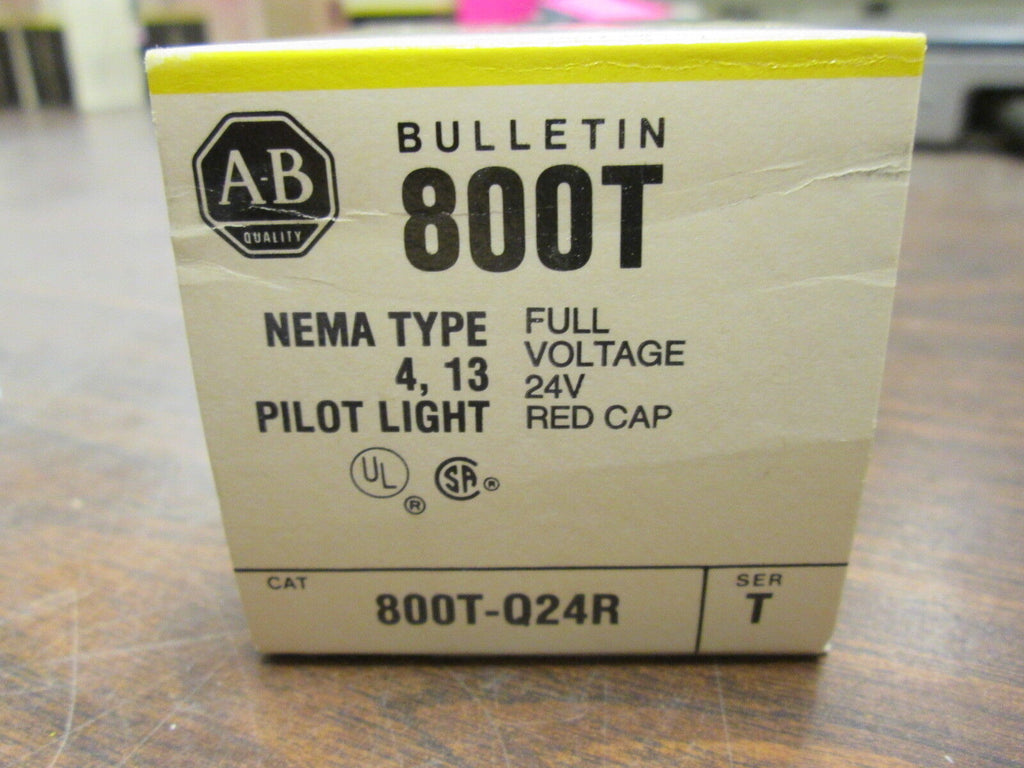 A-B
QUALITY
BULLETIN
800T
NEMA TYPE
4, 13
PILOT LIGHT
FULL
VOLTAGE
24V
RED CAP
UL
®
SA
®
CAT
800T-Q24R
SER
T